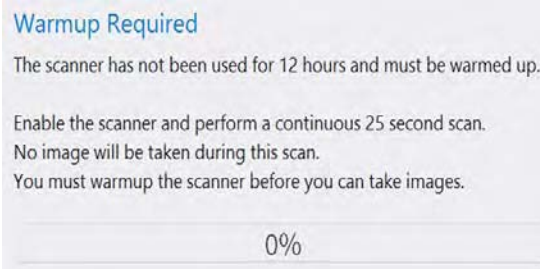 Warmup Required
The scanner has not been used for 12 hours and must be warmed up.
Enable the scanner and perform a continuous 25 second scan.
No image will be taken during this scan.
You must warmup the scanner before you can take images.
0%